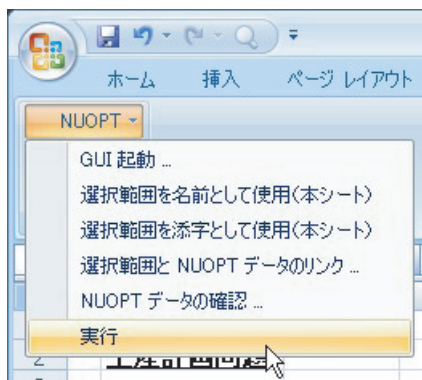 ホーム 挿入 ページ レイアウト
NUOPT
GUI 起動 ...
選択範囲を名前として使用(本シート)
選択範囲を添字として使用(本シート)
選択範囲と NUOPT データのリンク ...
NUOPT データの確認 ...
実行
2